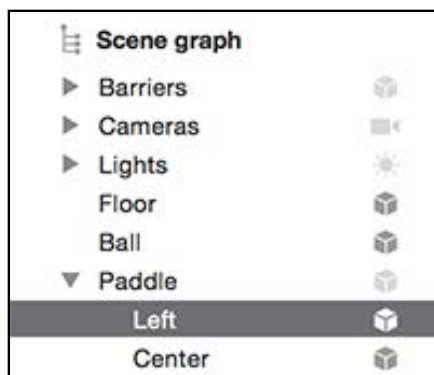 Scene graph
Barriers
Cameras
Lights
Floor
Ball
Paddle
Left
Center